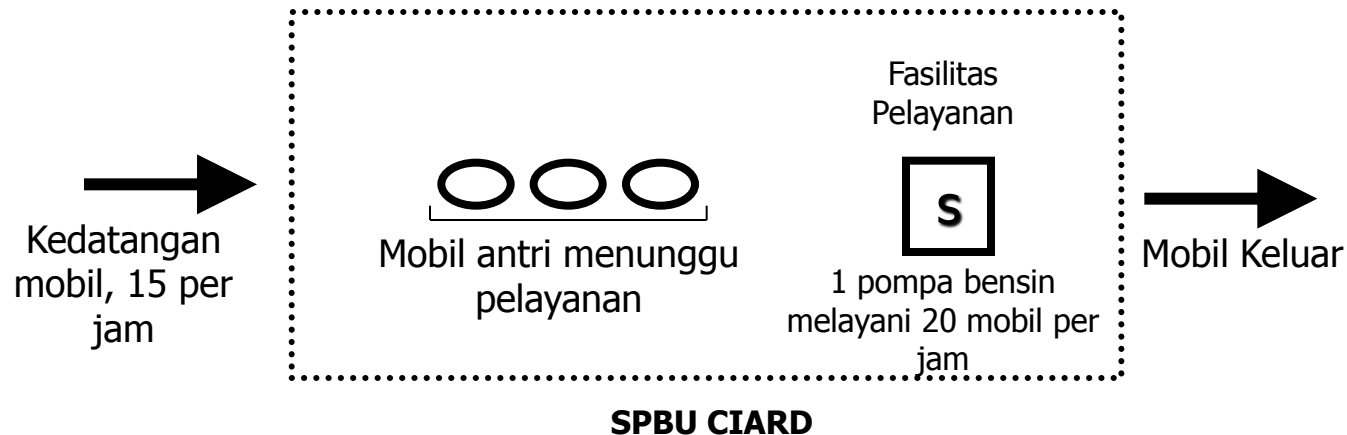 Fasilitas
Pelayanan
S
Kedatangan
mobil, 15 per
jam
Mobil antri menunggu
pelayanan
1 pompa bensin
melayani 20 mobil per
jam
Mobil Keluar
SPBU CIARD